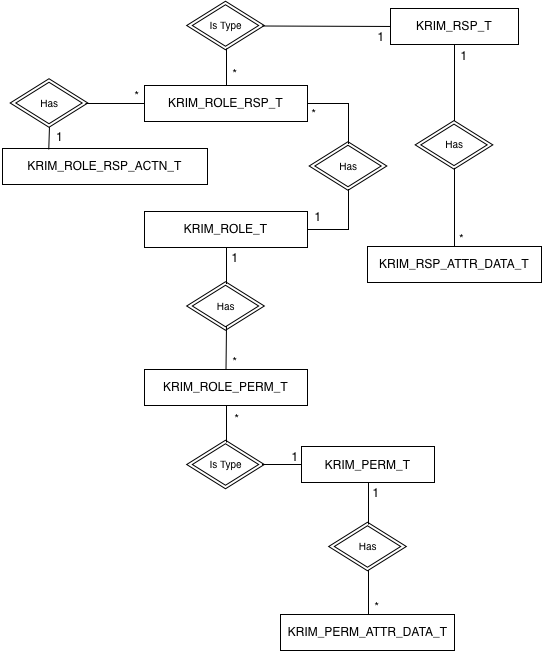 Is Type
KRIM_RSP_T
1
*
*
KRIM_ROLE_RSP_T
*
1
Has
1
Has
KRIM_ROLE_RSP_ACTN_T
Has
1
KRIM_ROLE_T
*
1
KRIM_RSP_ATTR_DATA_T
Has
*
KRIM_ROLE_PERM_T
*
Is Type
1
KRIM_PERM_T
1
Has
*
KRIM_PERM_ATTR_DATA_T